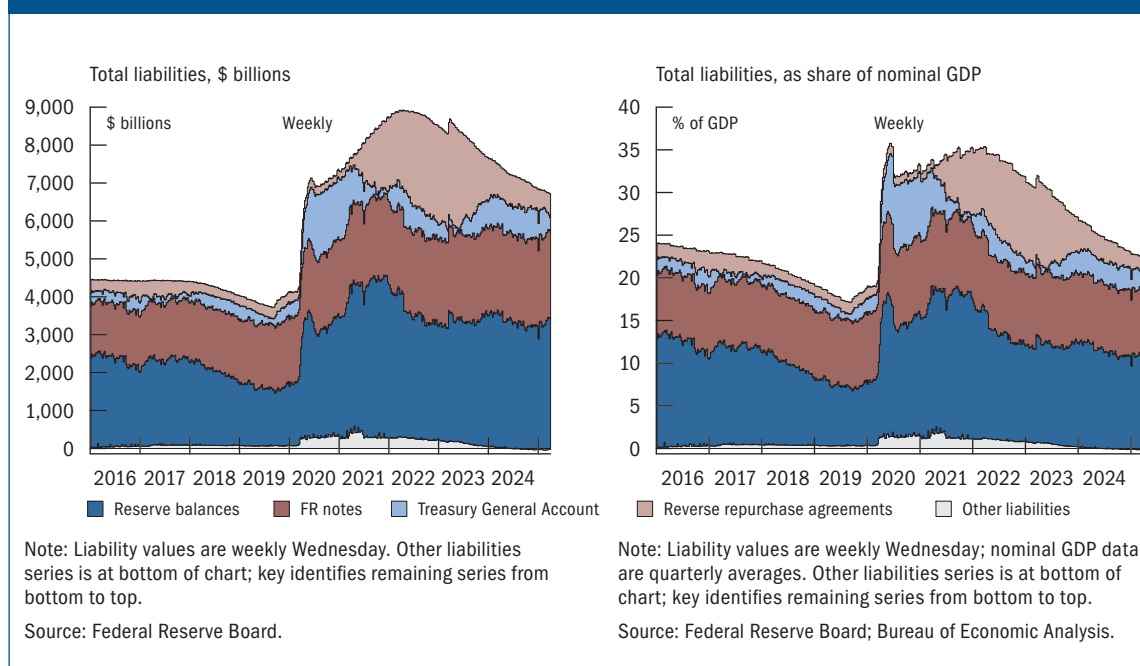 Total liabilities, $ billions
9,000
$ billions
Weekly
8,000
7,000
6,000
5,000
4,000
3,000
2,000
1,000
0
2016 2017 2018 2019 2020 2021 2022 2023 2024
Total liabilities, as share of nominal GDP
40
% of GDP
Weekly
35
30
25
20
15
10
5
0
2016 2017 2018 2019 2020 2021 2022 2023 2024
Reserve balances FR notes Treasury General Account Reverse repurchase agreements Other liabilities
Note: Liability values are weekly Wednesday. Other liabilities
series is at bottom of chart; key identifies remaining series from
bottom to top.
Source: Federal Reserve Board.
Note: Liability values are weekly Wednesday; nominal GDP data
are quarterly averages. Other liabilities series is at bottom of
chart; key identifies remaining series from bottom to top.
Source: Federal Reserve Board; Bureau of Economic Analysis.